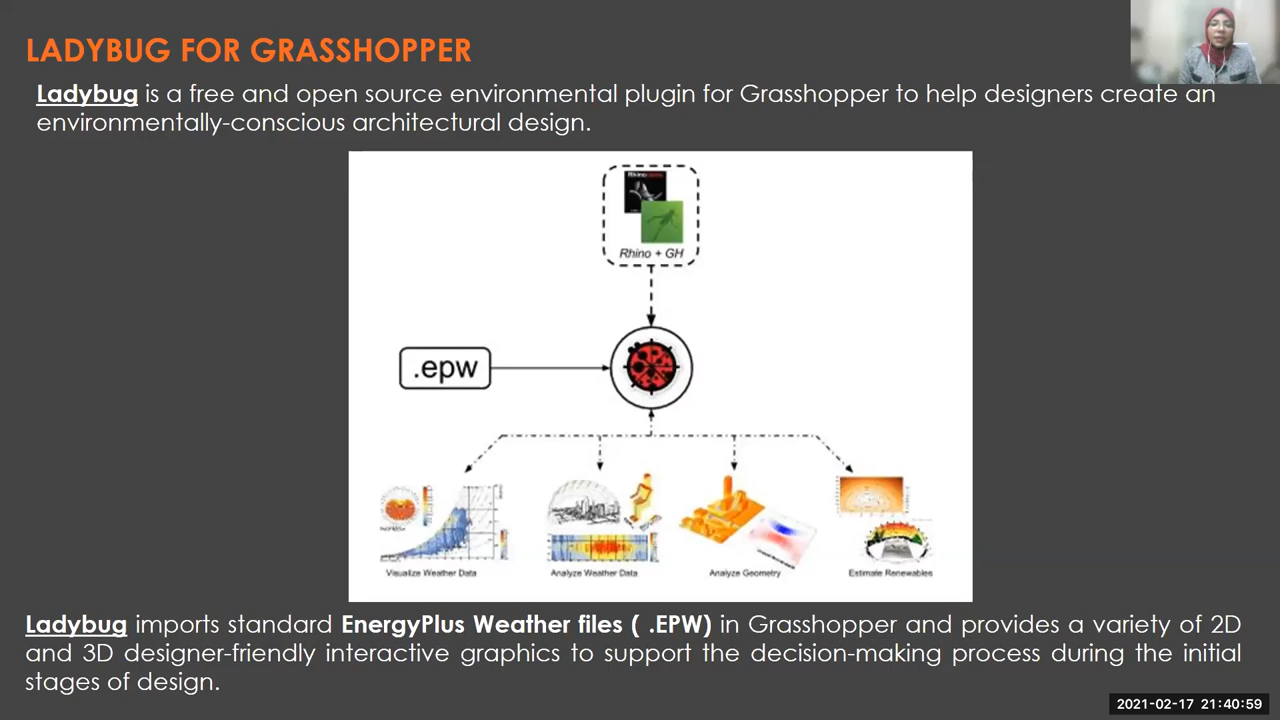 LADYBUG FOR GRASSHOPPER
Ladybug is a free and open source environmental plugin for Grasshopper to help designers create an
environmentally-conscious architectural design.
Rhino + GH
.epw
Visualize Weather Data
Analyze Weather Data
Analyze Geometry
Estimate Renewables
Ladybug imports standard EnergyPlus Weather files ( .EPW) in Grasshopper and provides a variety of 2D
and 3D designer-friendly interactive graphics to support the decision-making process during the initial
stages of design.
2021-02-17 21:40:59